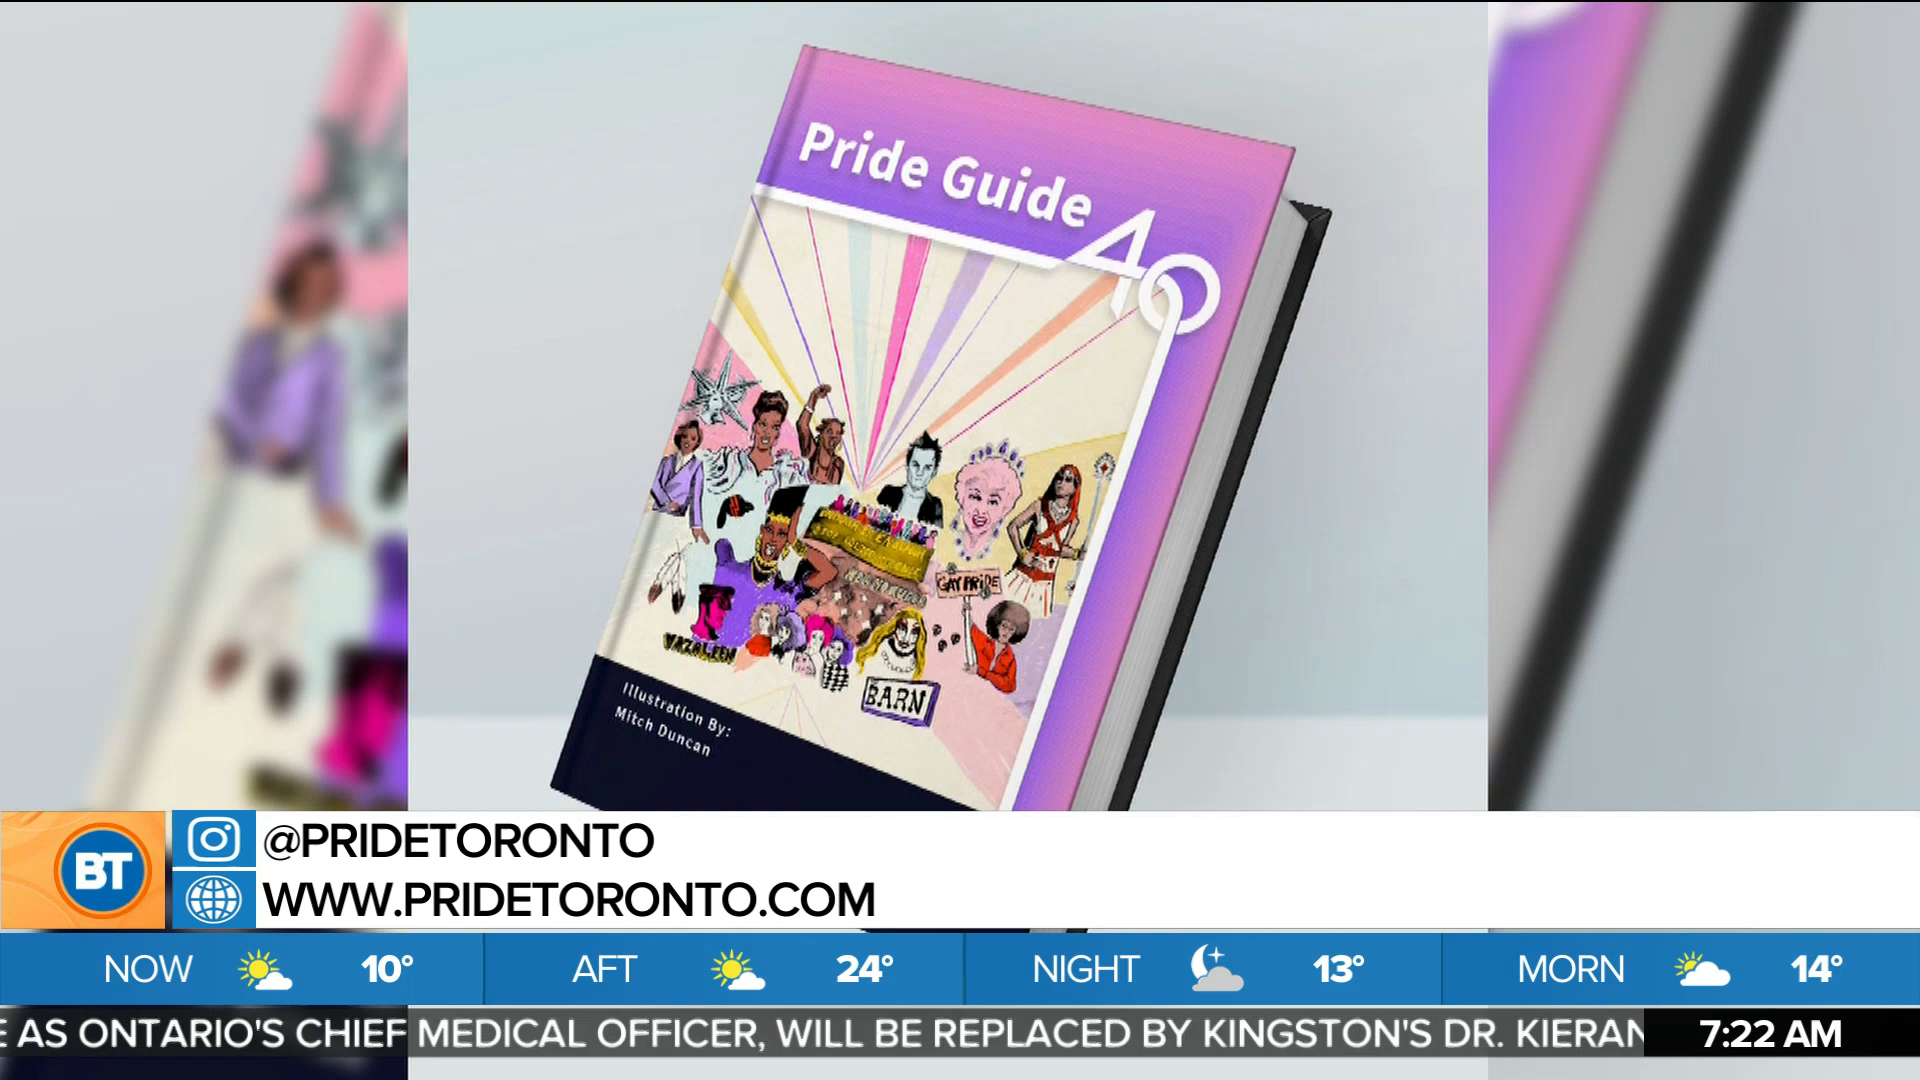 Pride Guide
40
GAY PRIDE
VAZALEEN
BARN
Illustration By:
Mitch Duncan
BT
@PRIDETORONTO
WWW.PRIDETORONTO.COM
NOW 10° AFT 24° NIGHT 13° MORN 14°
AS ONTARIO'S CHIEF MEDICAL OFFICER, WILL BE REPLACED BY KINGSTON'S DR. KIERAN
7:22 AM